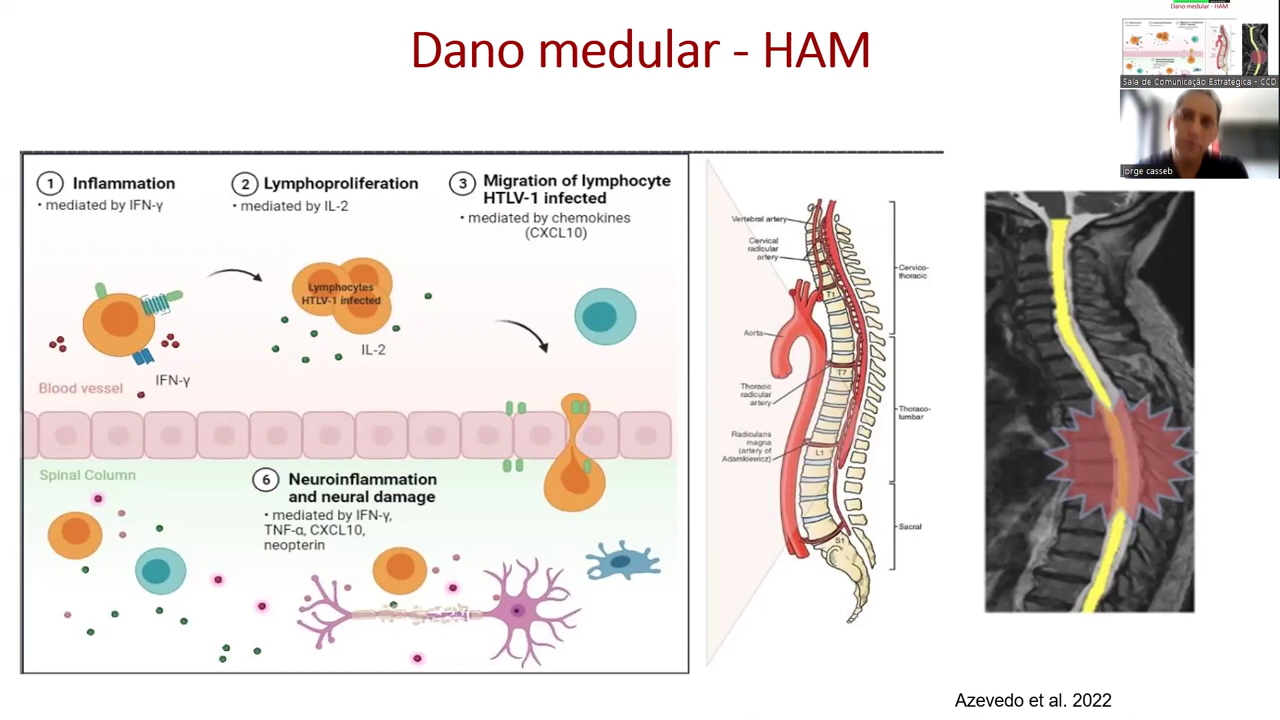 Dano medular - HAM
Dano medular - HAM
Sala de Comunicação Estratégica • CCD
jorge casseb
1 Inflammation
• mediated by IFN-γ
2 Lymphoproliferation
• mediated by IL-2
3 Migration of lymphocyte
HTLV-1 infected
• mediated by chemokines
(CXCL10)
Lymphocytes
HTLV-1 infected
IL-2
IFN-γ
Blood vessel
Spinal Column
6 Neuroinflammation
and neural damage
• mediated by IFN-γ,
TNF-α, CXCL10,
neopterin
Vertebral artery
Cervical
radicular
artery
T1
Aorta
T7
Thoracic
radicular
artery
Radicularis
magna
(artery of
Adamkiewicz)
L1
S1
Cervico-
thoracic
Thoraco-
lumbar
Sacral
Azevedo et al. 2022